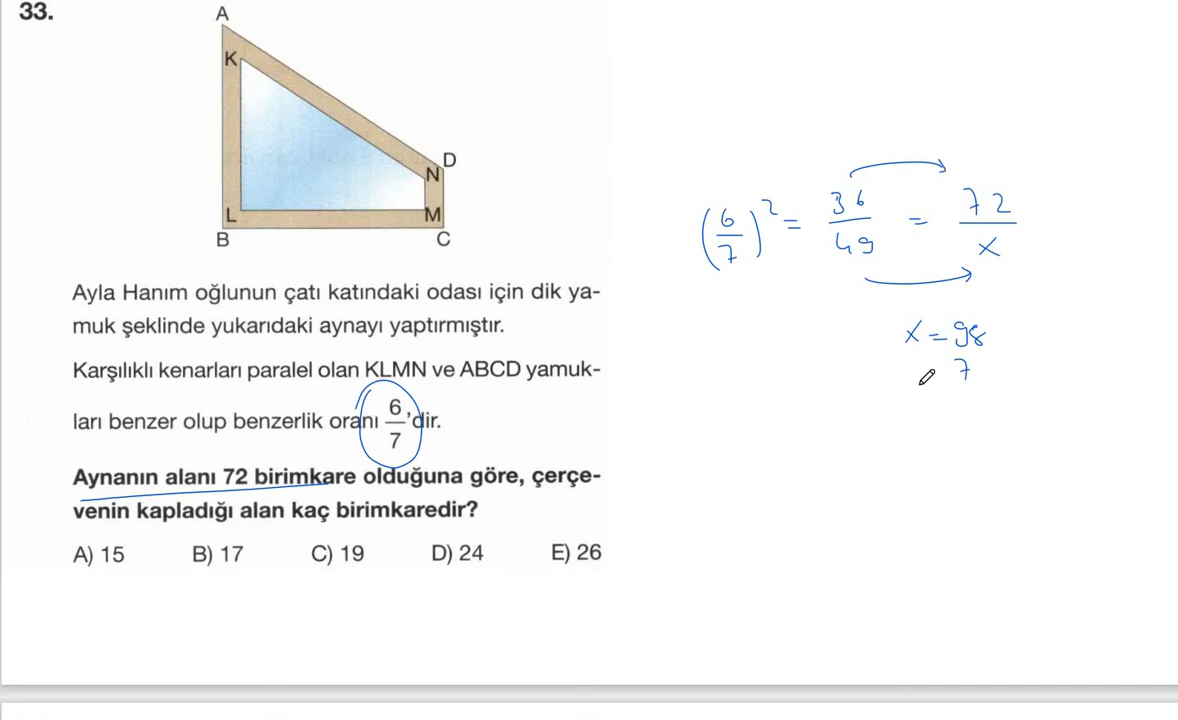 33.
A
K
D
N
L
M
B
C
Ayla Hanım oğlunun çatı katındaki odası için dik ya-
muk şeklinde yukarıdaki aynayı yaptırmıştır.
Karşılıklı kenarları paralel olan KLMN ve ABCD yamuk-
ları benzer olup benzerlik oranı 6/7'dir.
Aynanın alanı 72 birimkare olduğuna göre, çerçe-
venin kapladığı alan kaç birimkaredir?
A) 15 B) 17 C) 19 D) 24 E) 26
(6/7)² = 36/49 = 72/x
x = 98
7